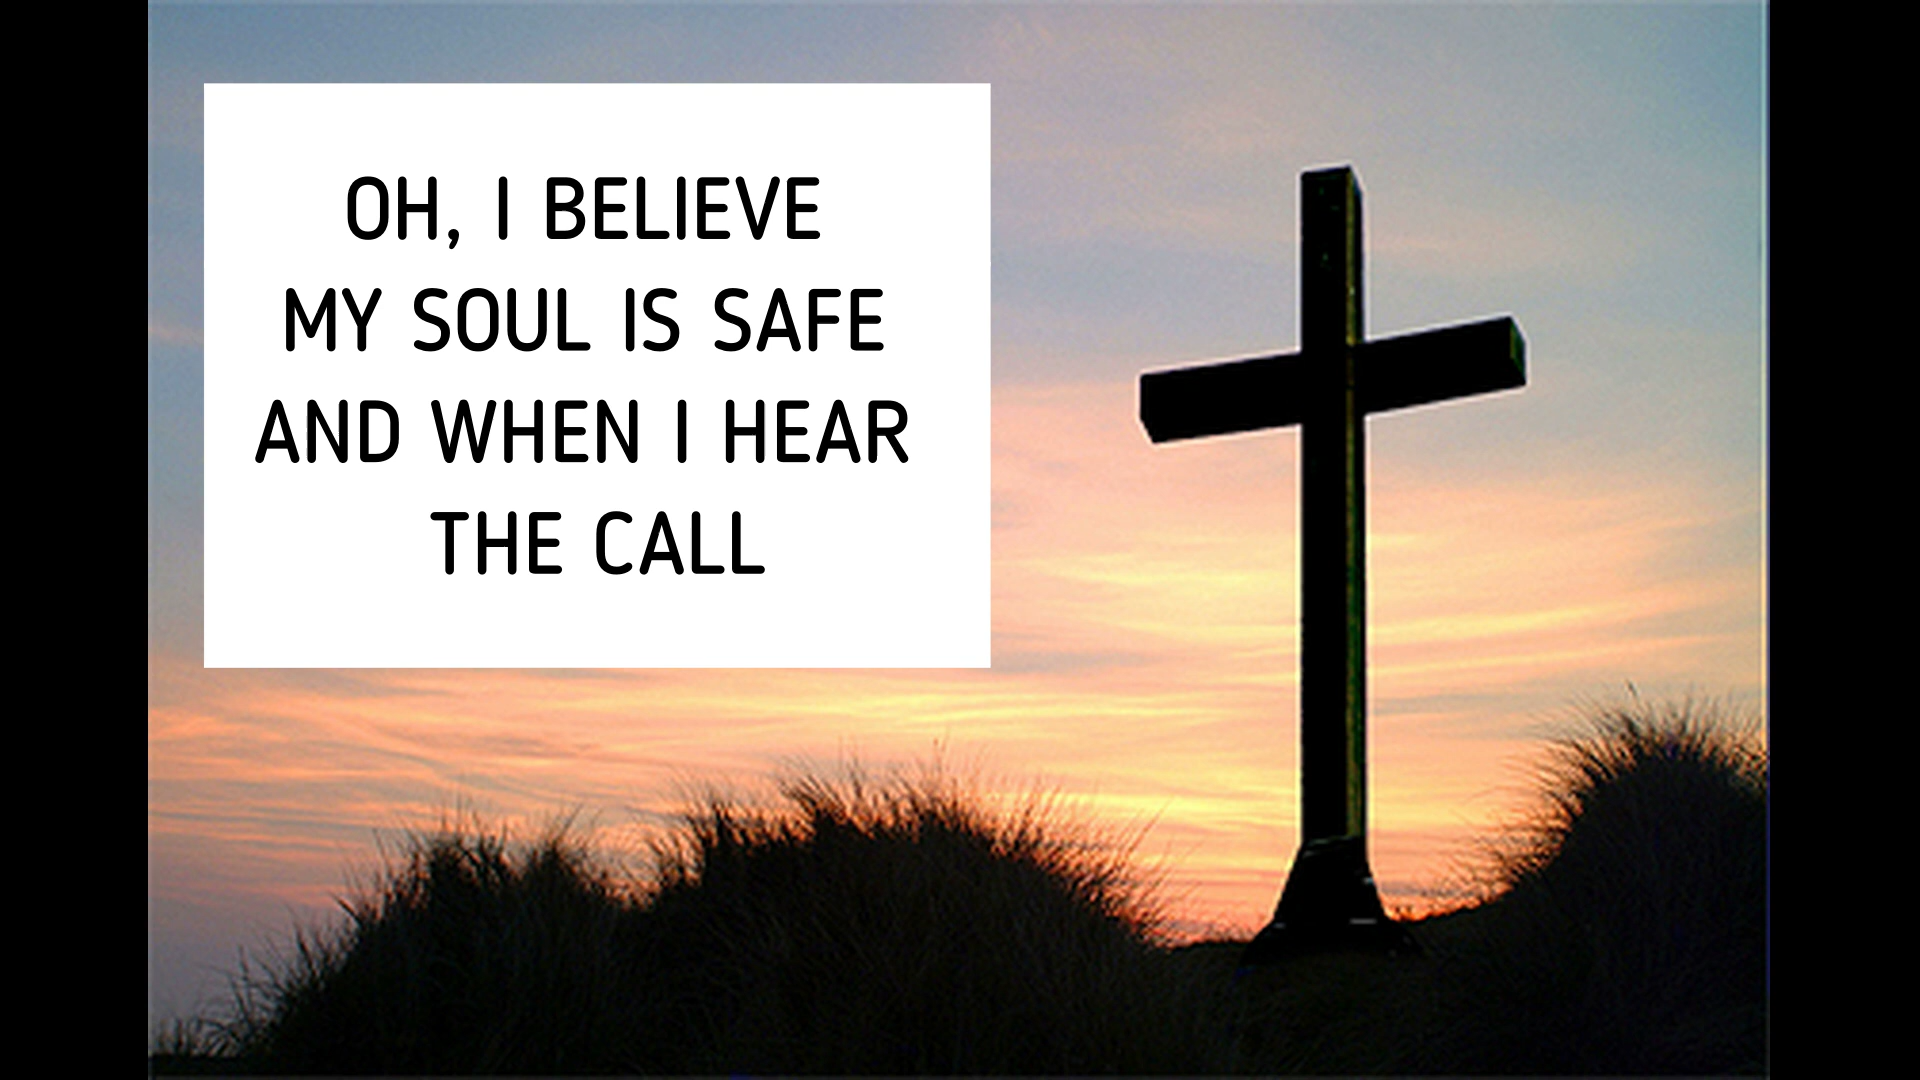 OH, I BELIEVE
MY SOUL IS SAFE
AND WHEN I HEAR
THE CALL